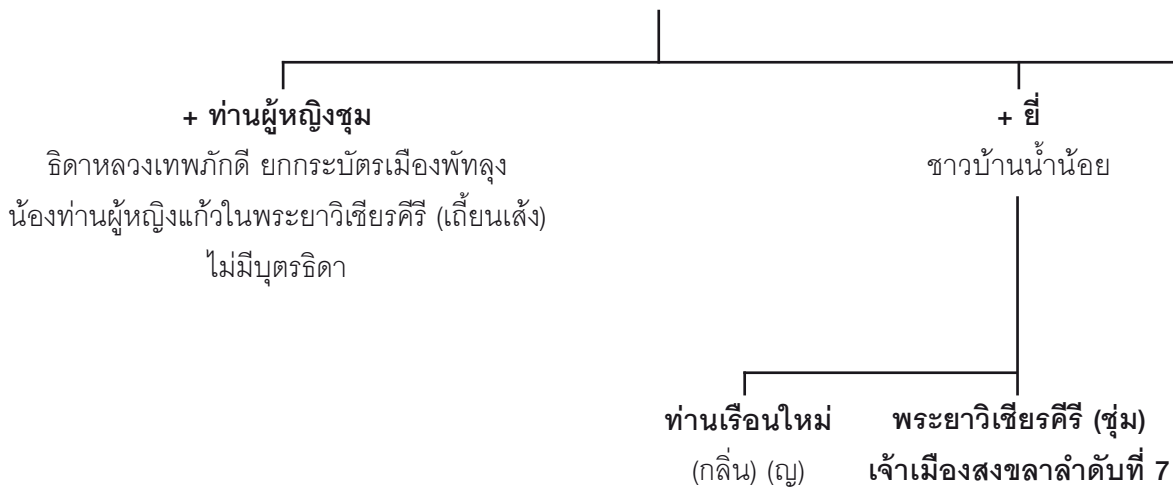 + ท่านผู้หญิงชุม
ธิดาหลวงเทพภักดี ยกกระบัตรเมืองพัทลุง
น้องท่านผู้หญิงแก้วในพระยาวิเชียรคีรี (เถี้ยนเส้ง)
ไม่มีบุตรธิดา
+ ยี่
ชาวบ้านน้ำน้อย
ท่านเรือนใหม่
(กลิ่น) (ญ)
พระยาวิเชียรคีรี (ชุ่ม)
เจ้าเมืองสงขลาลำดับที่ 7